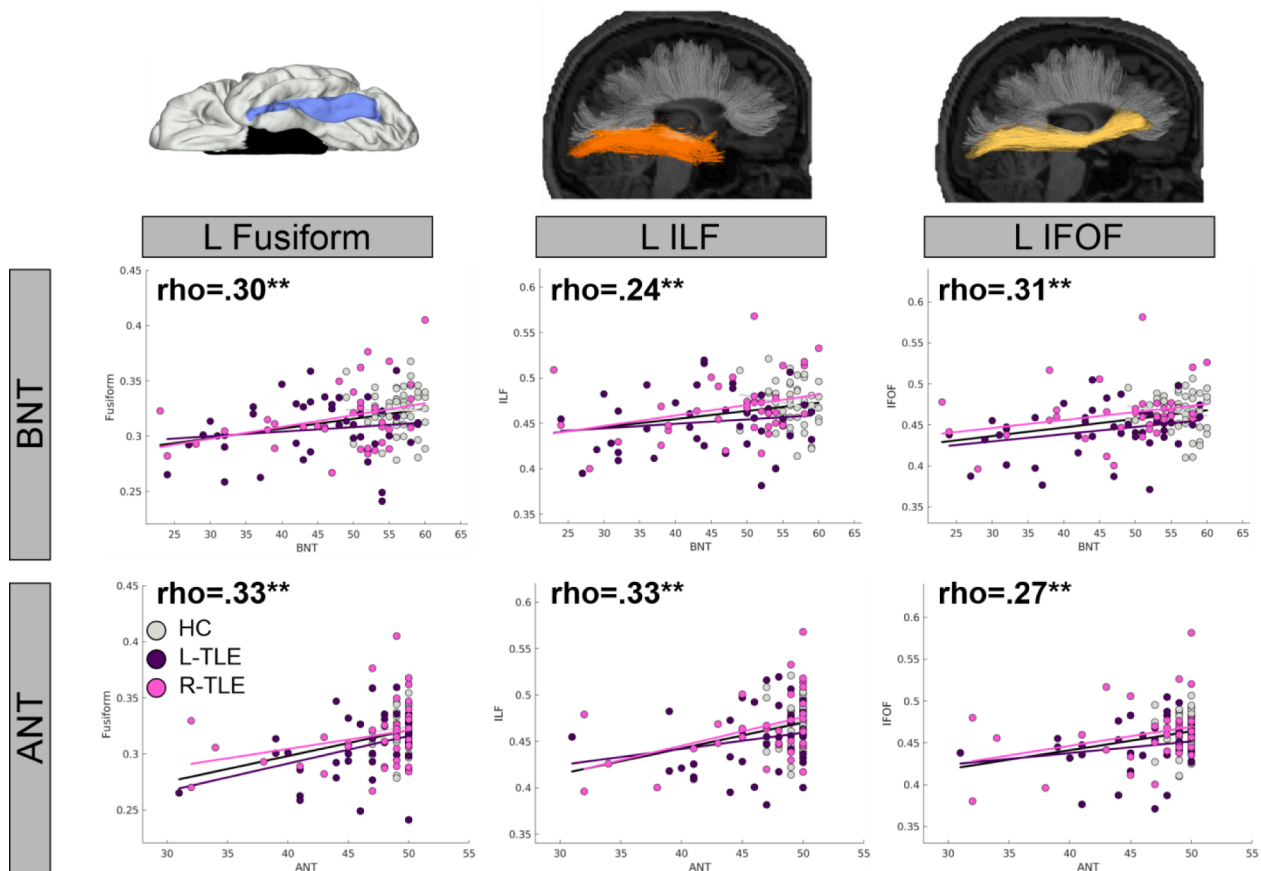 L Fusiform
L ILF
L IFOF
BNT
rho=.30**
rho=.24**
rho=.31**
Fusiform
0.45
0.4
0.35
0.3
0.25
25 30 35 40 45 50 55 60 65
BNT
ILF
0.6
0.55
0.5
0.45
0.4
0.35
25 30 35 40 45 50 55 60 65
BNT
IFOF
0.6
0.55
0.5
0.45
0.4
0.35
25 30 35 40 45 50 55 60 65
BNT
ANT
rho=.33**
rho=.33**
rho=.27**
HC
L-TLE
R-TLE
Fusiform
0.45
0.4
0.35
0.3
0.25
30 35 40 45 50 55
ANT
ILF
0.6
0.55
0.5
0.45
0.4
0.35
30 35 40 45 50 55
ANT
IFOF
0.6
0.55
0.5
0.45
0.4
0.35
30 35 40 45 50 55
ANT